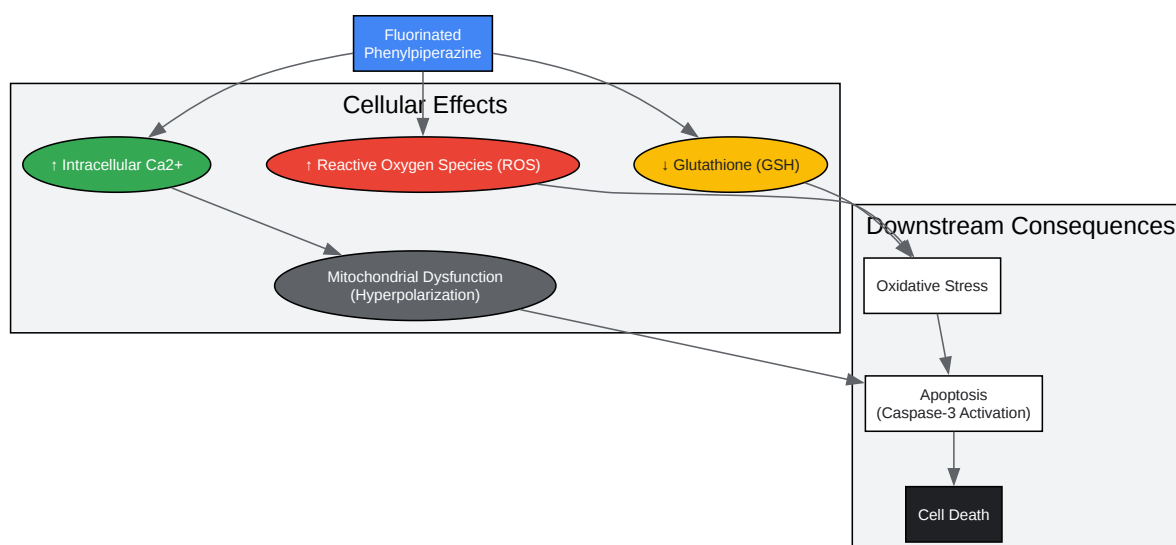 Fluorinated
Phenylpiperazine
Cellular Effects
↑ Intracellular Ca2+
↑ Reactive Oxygen Species (ROS)
↓ Glutathione (GSH)
Downstream Consequences
Mitochondrial Dysfunction
(Hyperpolarization)
Oxidative Stress
Apoptosis
(Caspase-3 Activation)
Cell Death